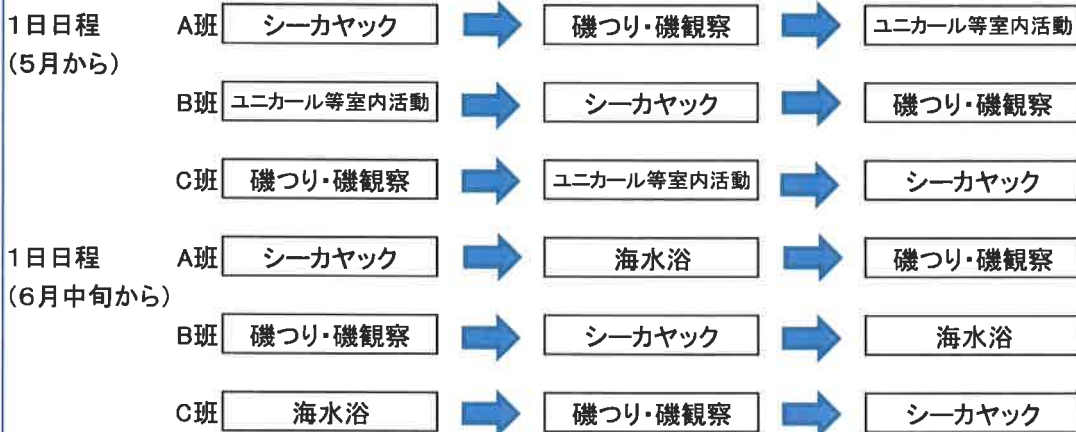 1日日程 A班 シーカヤック 磯つり・磯観察 ユニカール等室内活動
(5月から)
B班 ユニカール等室内活動 シーカヤック 磯つり・磯観察
C班 磯つり・磯観察 ユニカール等室内活動 シーカヤック
1日日程 A班 シーカヤック 海水浴 磯つり・磯観察
(6月中旬から)
B班 磯つり・磯観察 シーカヤック 海水浴
C班 海水浴 磯つり・磯観察 シーカヤック